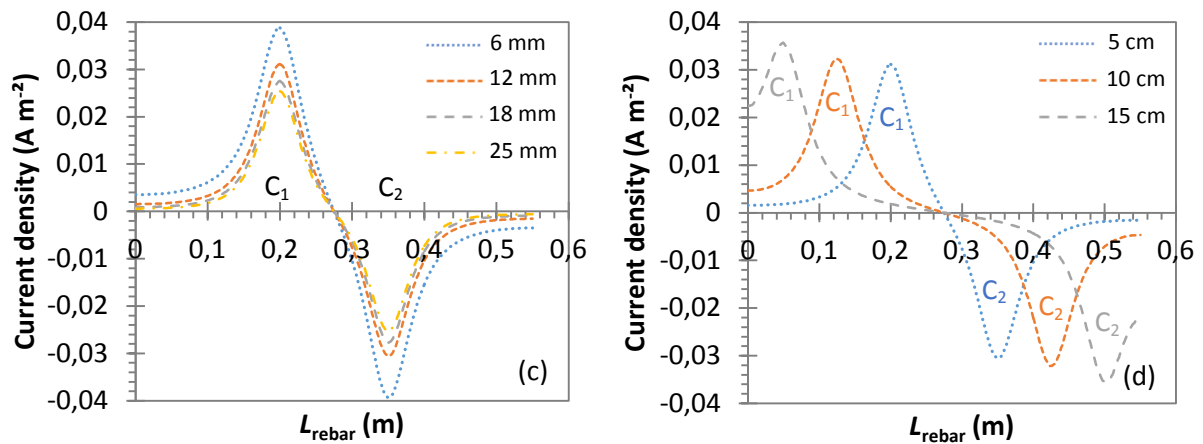 0,04
0,03
0,02
0,01
0
-0,01
-0,02
-0,03
-0,04
Current density (A m⁻²)
6 mm
12 mm
18 mm
25 mm
C₁
C₂
0 0,1 0,2 0,3 0,4 0,5 0,6
(c)
L_rebar (m)
0,04
0,03
0,02
0,01
0
-0,01
-0,02
-0,03
-0,04
Current density (A m⁻²)
5 cm
10 cm
15 cm
C₁
C₁
C₁
0 0,1 0,2 0,3 0,4 0,5 0,6
C₂
C₂
C₂
(d)
L_rebar (m)